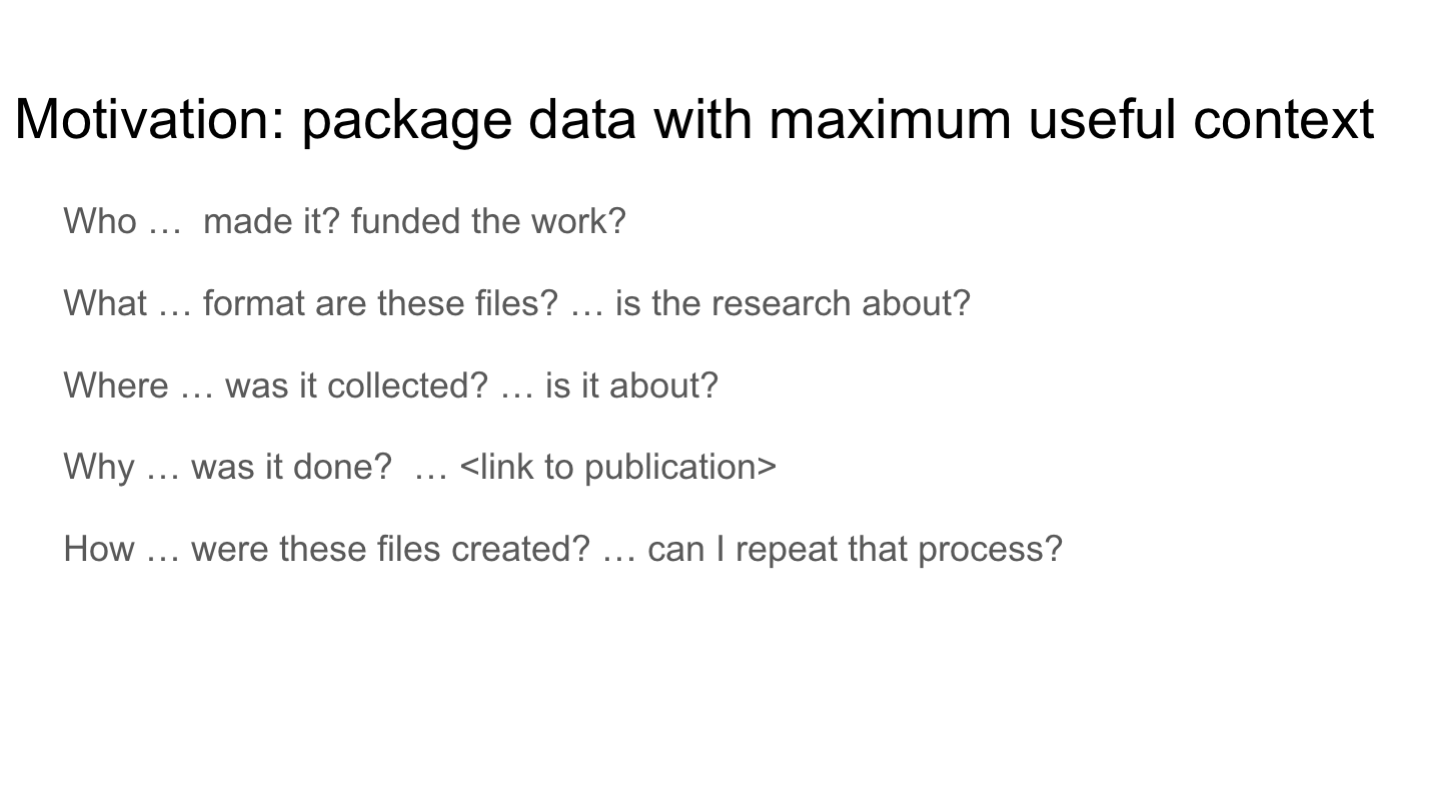 Motivation: package data with maximum useful context
Who …  made it? funded the work?
What … format are these files? … is the research about?
Where … was it collected? … is it about?
Why … was it done?  … <link to publication>
How … were these files created? … can I repeat that process?